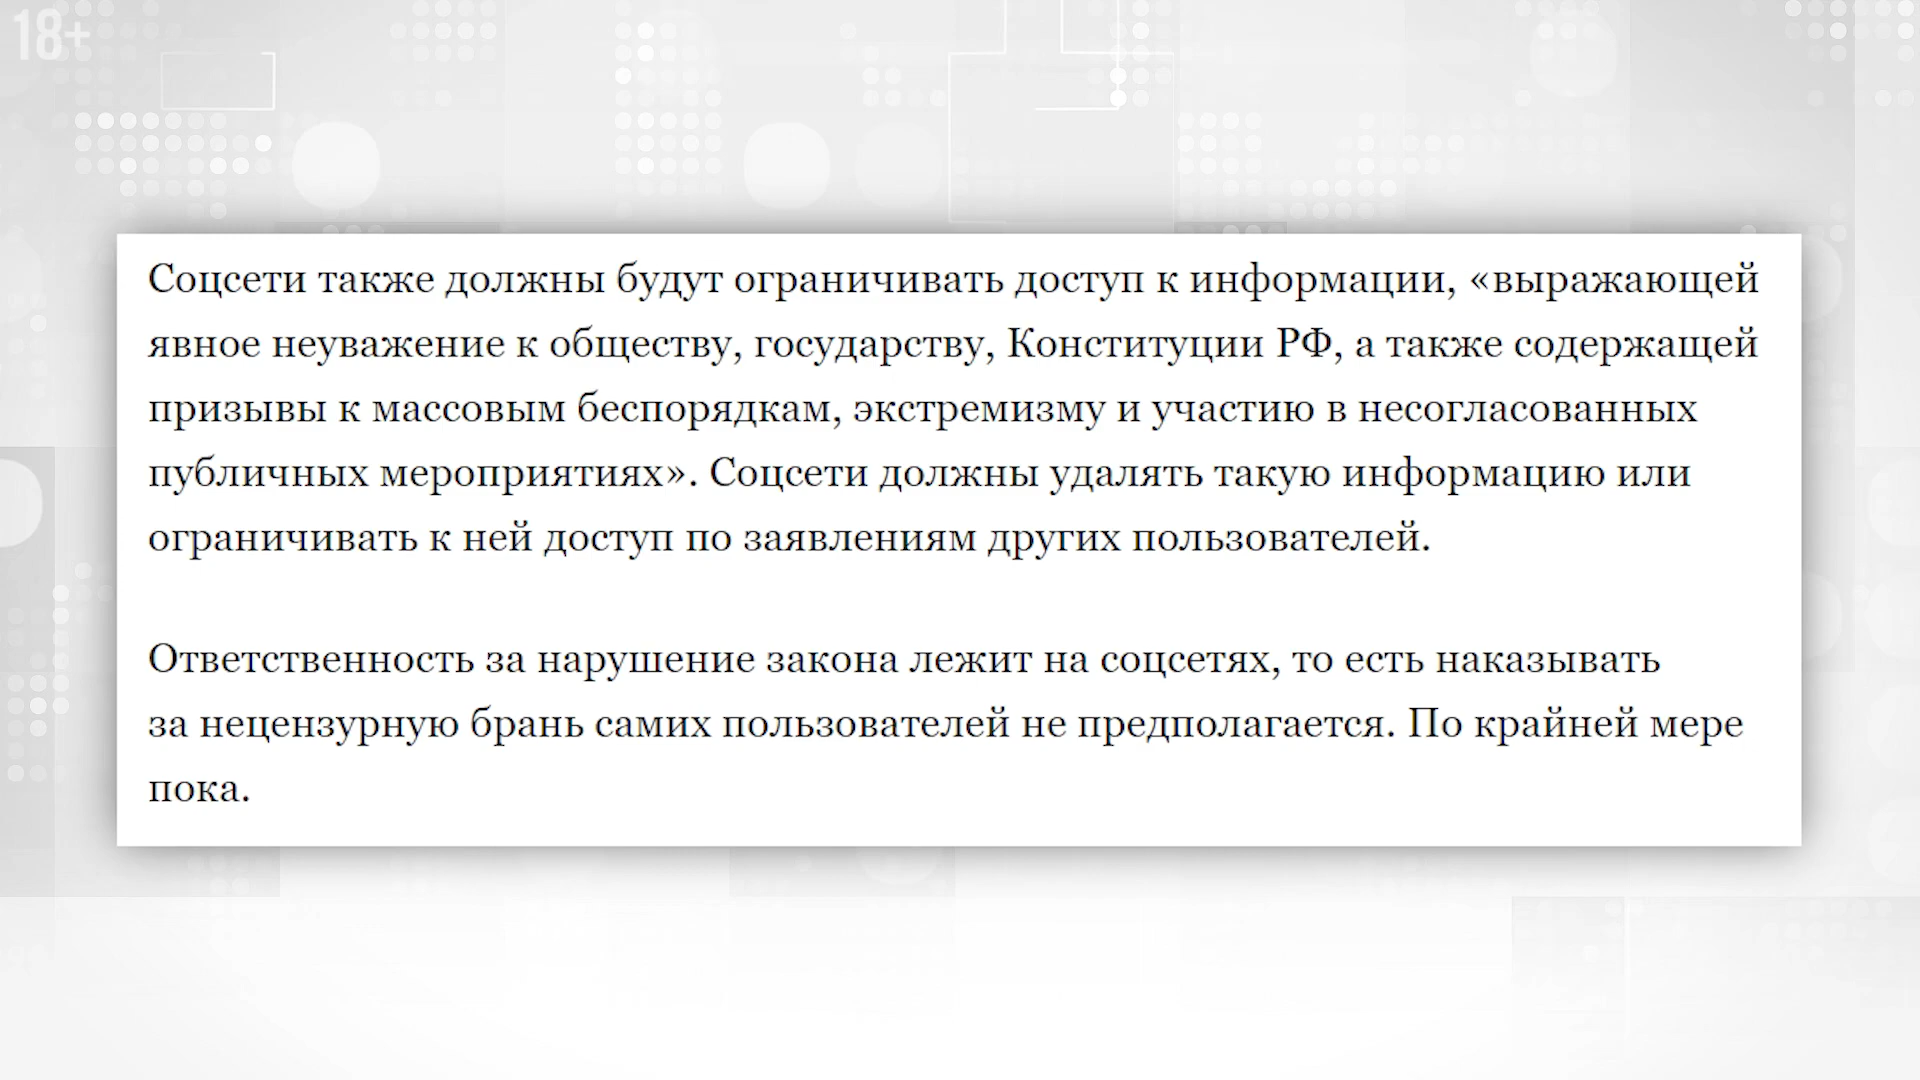 18+
Соцсети также должны будут ограничивать доступ к информации, «выражающей
явное неуважение к обществу, государству, Конституции РФ, а также содержащей
призывы к массовым беспорядкам, экстремизму и участию в несогласованных
публичных мероприятиях». Соцсети должны удалять такую информацию или
ограничивать к ней доступ по заявлениям других пользователей.
Ответственность за нарушение закона лежит на соцсетях, то есть наказывать
за нецензурную брань самих пользователей не предполагается. По крайней мере
пока.